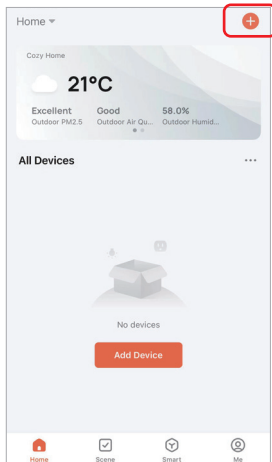 Home
Cozy Home
21°C
Excellent Good 58.0%
Outdoor PM2.5 Outdoor Air Qu... Outdoor Humid...
All Devices
No devices
Add Device
Home Scene Smart Me